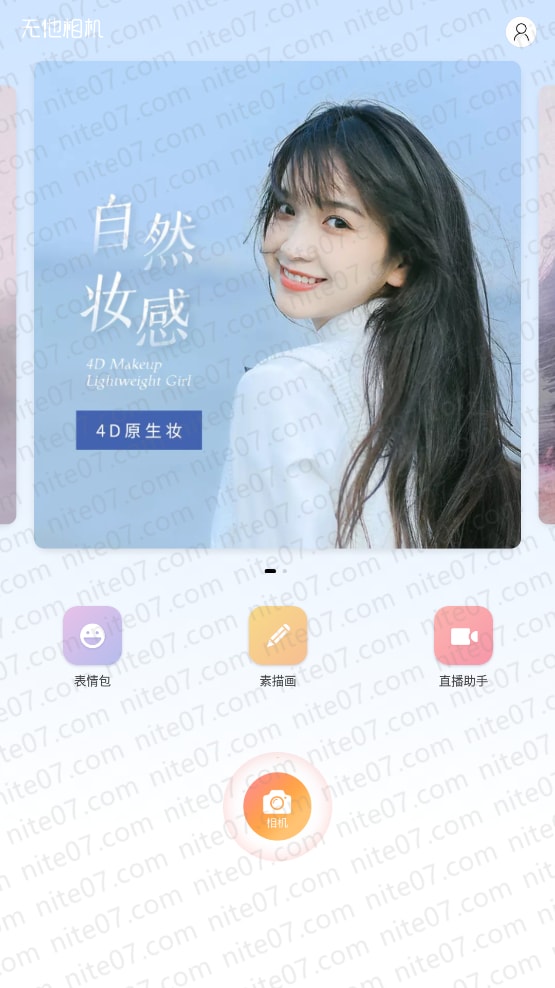 无他相机
自然
妆感
4D Makeup
Lightweight Girl
4D原生妆
表情包
素描画
直播助手
相机
nite07.com